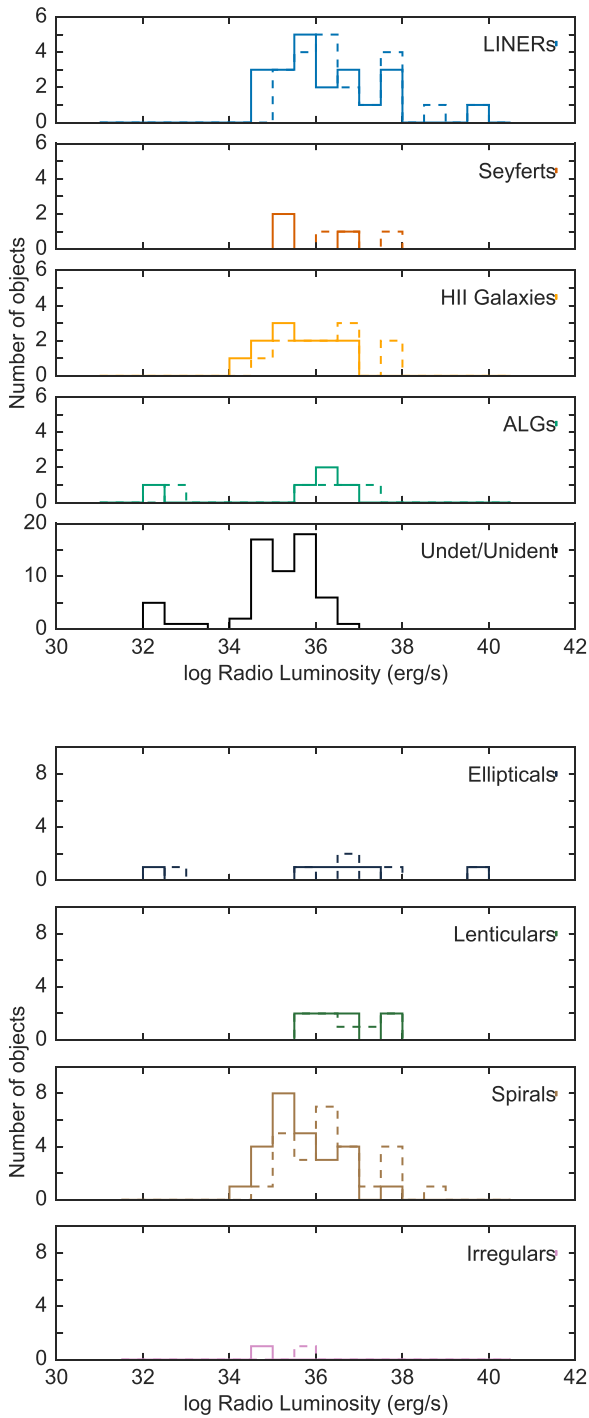 6
4
2
0
LINERs
6
4
2
0
Seyferts
6
4
2
0
HII Galaxies
6
4
2
0
ALGs
20
10
0
Undet/Unident
Number of objects
30 32 34 36 38 40 42
log Radio Luminosity (erg/s)
8
4
0
Ellipticals
8
4
0
Lenticulars
8
4
0
Spirals
8
4
0
Irregulars
Number of objects
30 32 34 36 38 40 42
log Radio Luminosity (erg/s)